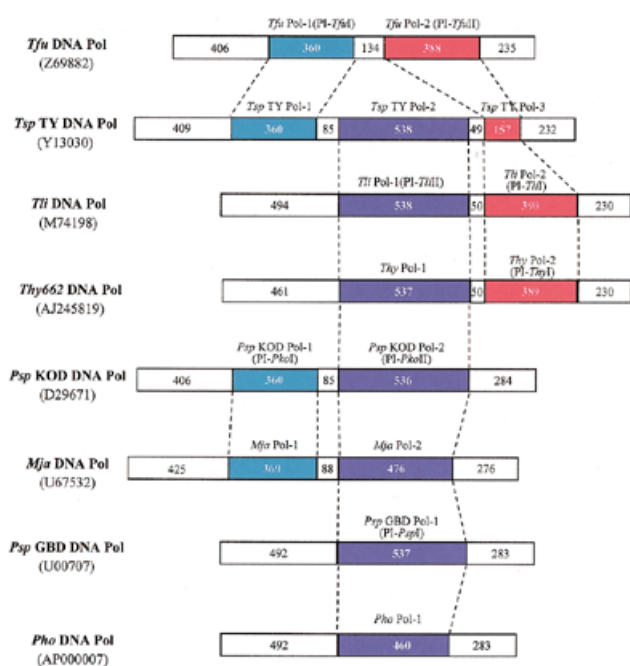 Tfu Pol-1(PI-TfuI) Tfu Pol-2 (PI-TfuII)
Tfu DNA Pol 406 360 134 388 235
(Z69882)
Tsp TY Pol-1 Tsp TY Pol-2 Tsp TY Pol-3
Tsp TY DNA Pol 409 360 85 538 49 157 232
(Y13030)
Tli Pol-1(PI-TliII) Tli Pol-2
(PI-TliI)
Tli DNA Pol 494 538 50 390 230
(M74198)
Thy Pol-1 Thy Pol-2
(PI-ThyI)
Thy662 DNA Pol 461 537 50 389 230
(AJ245819)
Psp KOD Pol-1 Psp KOD Pol-2
(PI-PkoI) (PI-PkoII)
Psp KOD DNA Pol 406 360 85 536 284
(D29671)
Mja Pol-1 Mja Pol-2
Mja DNA Pol 425 369 88 476 276
(U67532)
Psp GBD Pol-1
(PI-PspI)
Psp GBD DNA Pol 492 537 283
(U00707)
Pho Pol-1
Pho DNA Pol 492 460 283
(AP000007)